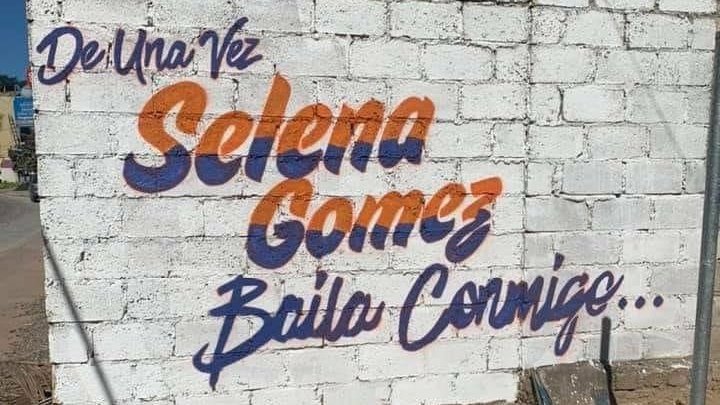 De Una Vez
Selena
Gomez
Baila Conmigo...